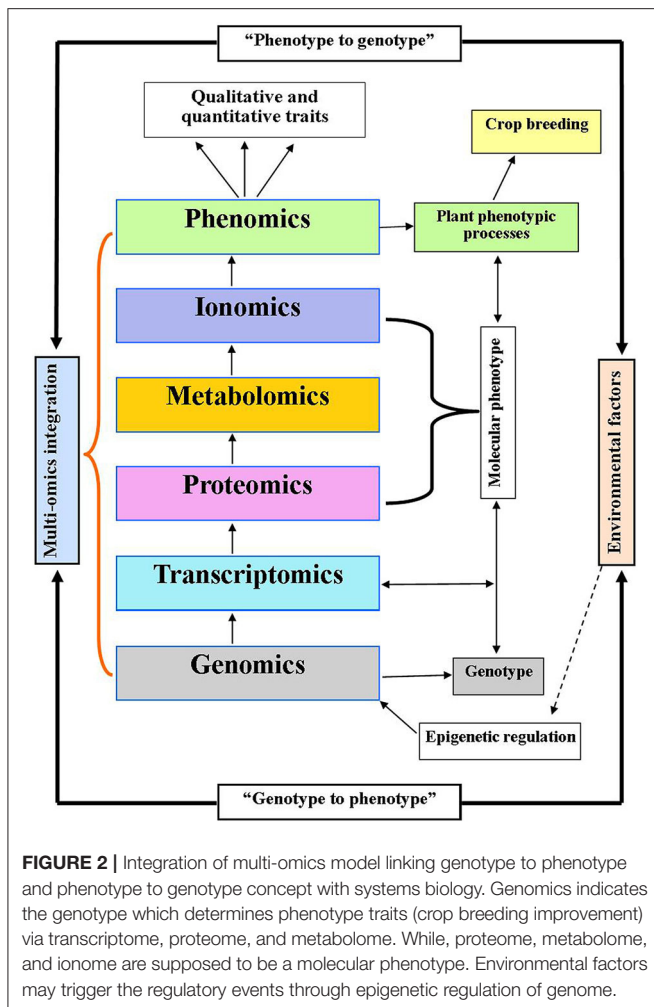 “Phenotype to genotype”
Qualitative and
quantitative traits
Crop breeding
Phenomics
Plant phenotypic
processes
Ionomics
Metabolomics
Proteomics
Transcriptomics
Genomics
Multi-omics integration
Molecular phenotype
Environmental factors
Genotype
Epigenetic regulation
“Genotype to phenotype”
FIGURE 2 | Integration of multi-omics model linking genotype to phenotype
and phenotype to genotype concept with systems biology. Genomics indicates
the genotype which determines phenotype traits (crop breeding improvement)
via transcriptome, proteome, and metabolome. While, proteome, metabolome,
and ionome are supposed to be a molecular phenotype. Environmental factors
may trigger the regulatory events through epigenetic regulation of genome.